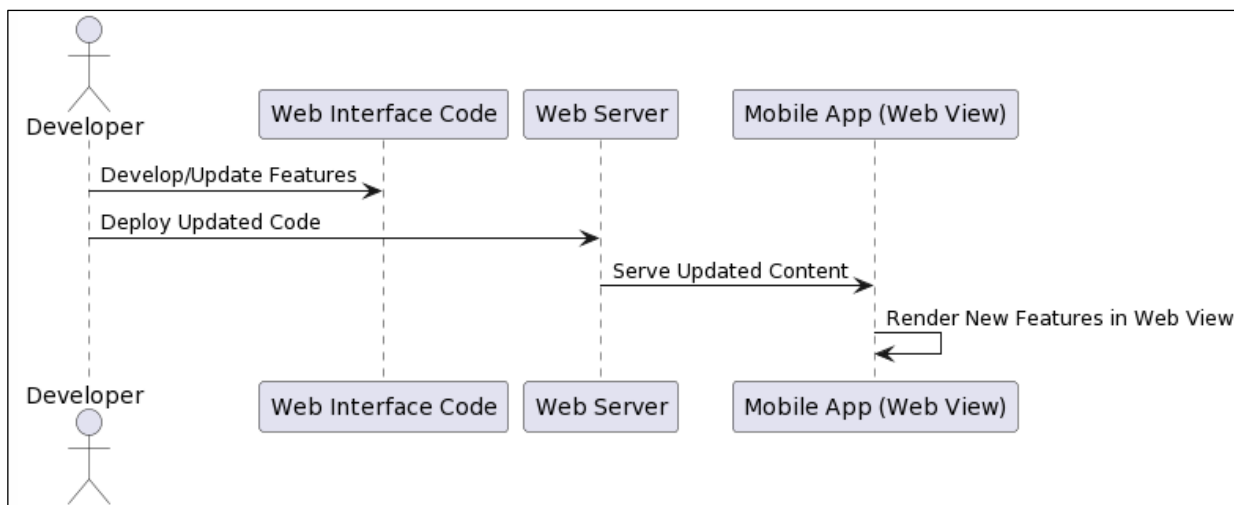 Developer
Web Interface Code
Web Server
Mobile App (Web View)
Develop/Update Features
Deploy Updated Code
Serve Updated Content
Render New Features in Web View
Developer
Web Interface Code
Web Server
Mobile App (Web View)